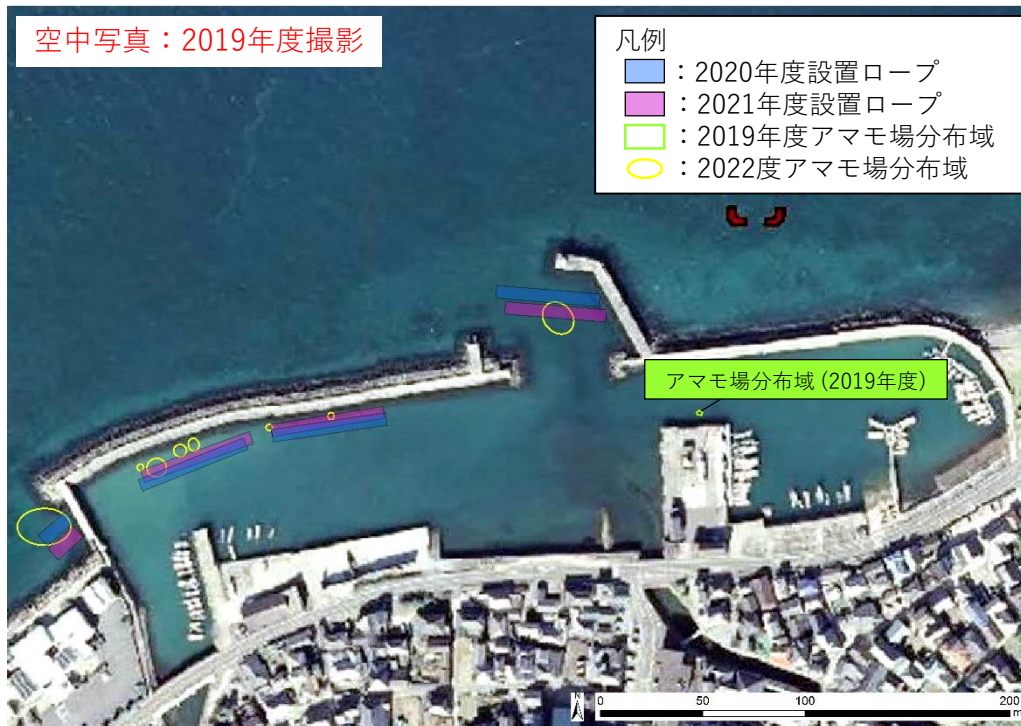 空中写真：2019年度撮影
凡例
：2020年度設置ロープ
：2021年度設置ロープ
：2019年度アマモ場分布域
：2022度アマモ場分布域
アマモ場分布域 (2019年度)
N
0 50 100 200
m